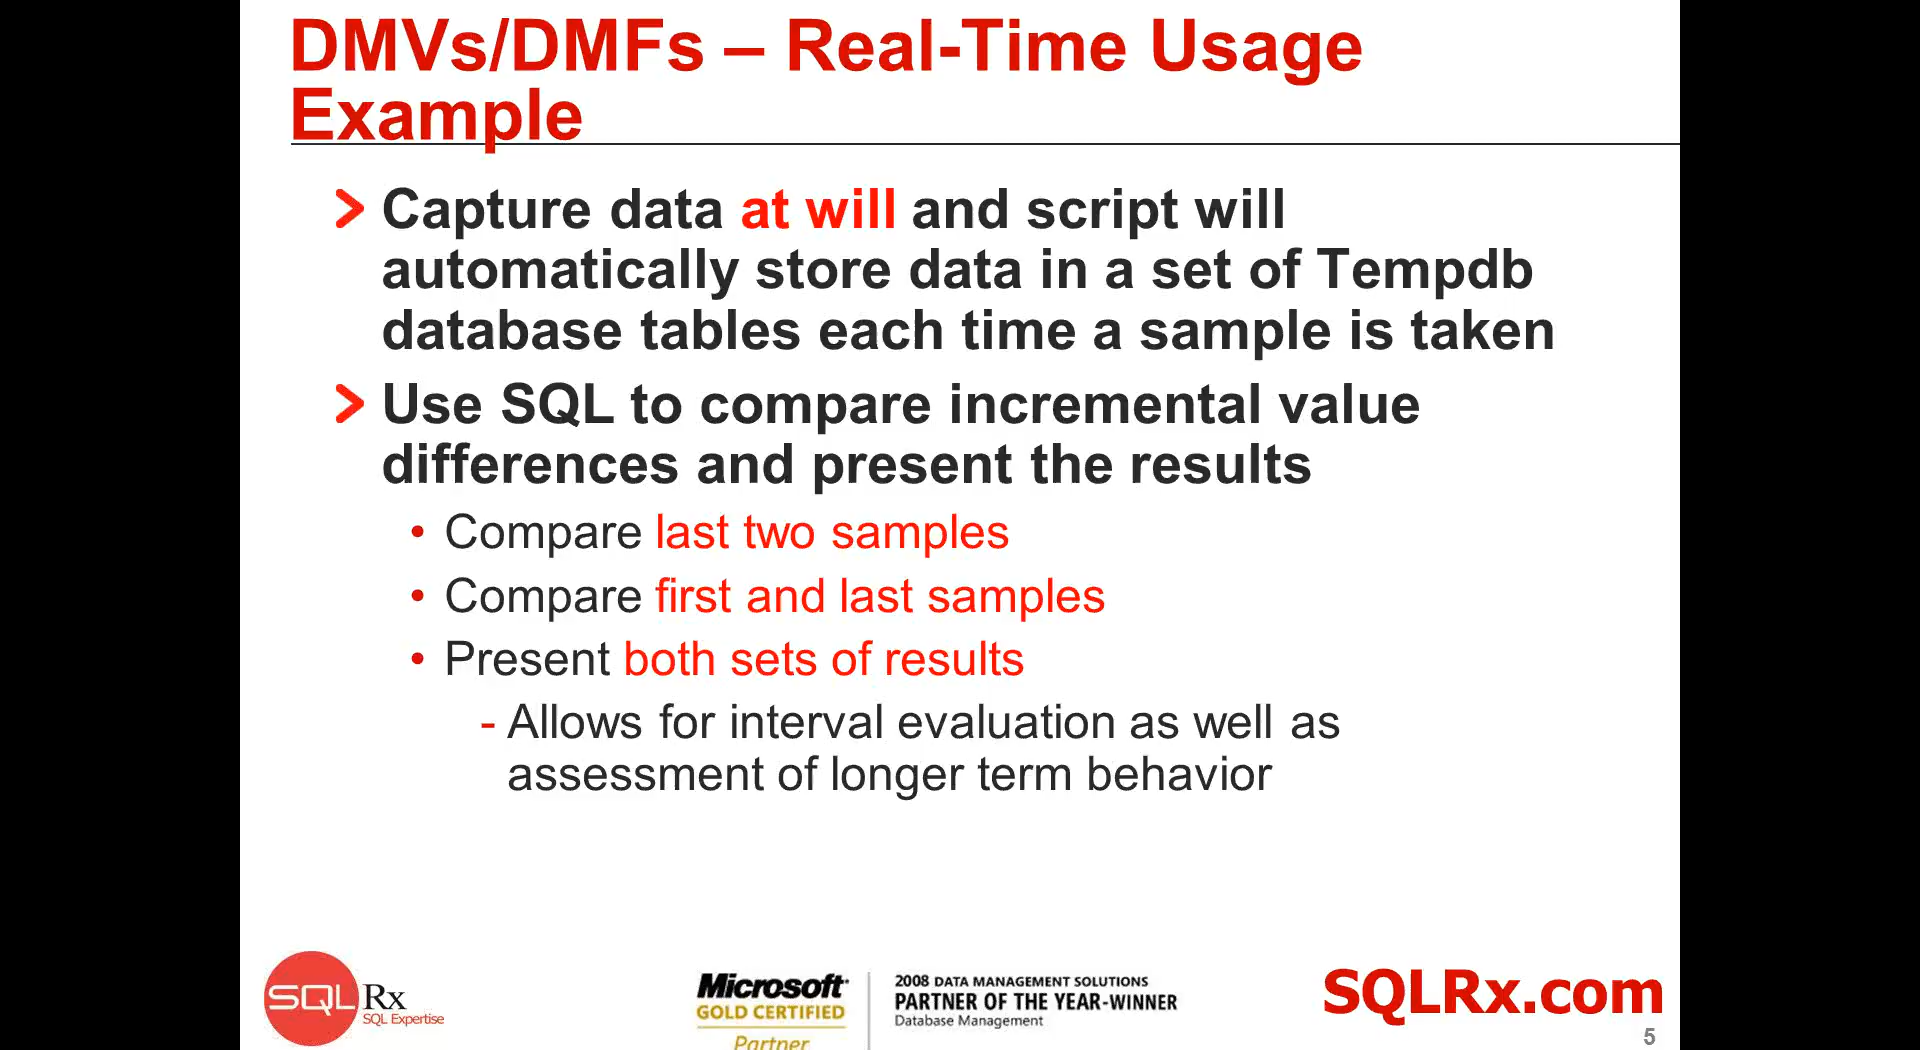 DMVs/DMFs – Real-Time Usage
Example
Capture data at will and script will
automatically store data in a set of Tempdb
database tables each time a sample is taken
Use SQL to compare incremental value
differences and present the results
• Compare last two samples
• Compare first and last samples
• Present both sets of results
- Allows for interval evaluation as well as
assessment of longer term behavior
SQL Rx
SQL Expertise
Microsoft
GOLD CERTIFIED
Partner
2008 DATA MANAGEMENT SOLUTIONS
PARTNER OF THE YEAR-WINNER
Database Management
SQLRx.com
5